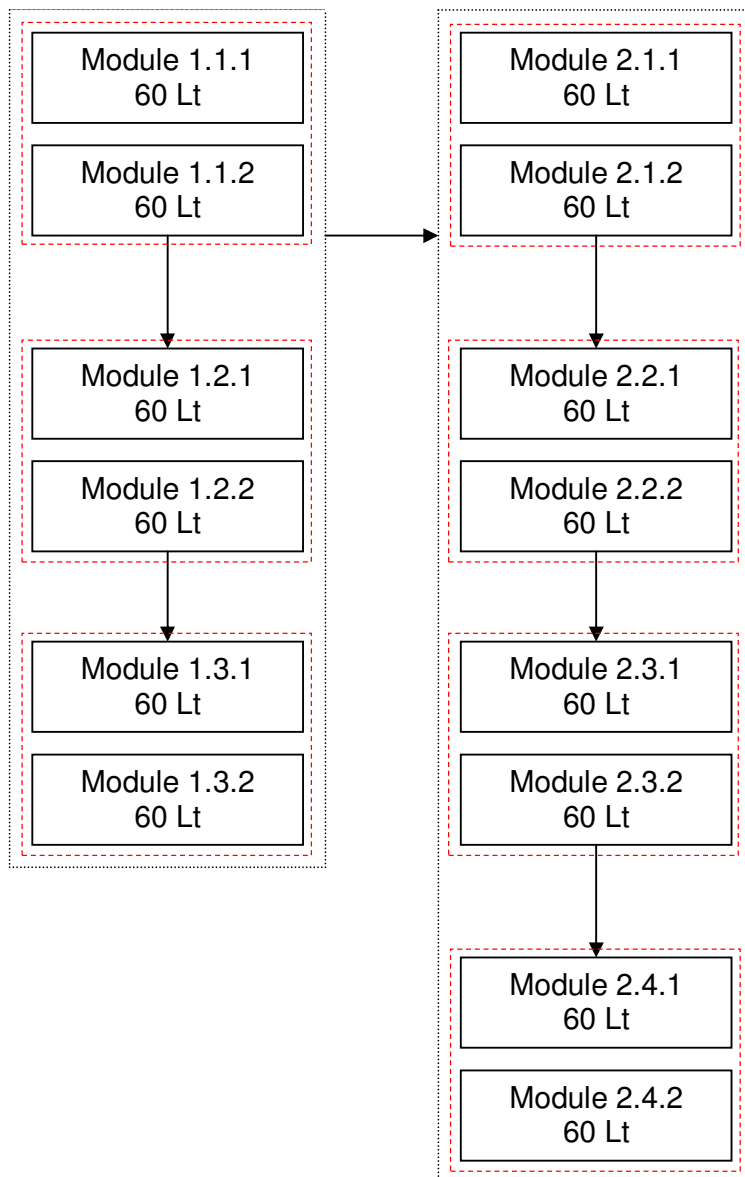 Module 1.1.1
60 Lt
Module 1.1.2
60 Lt
Module 1.2.1
60 Lt
Module 1.2.2
60 Lt
Module 1.3.1
60 Lt
Module 1.3.2
60 Lt
Module 2.1.1
60 Lt
Module 2.1.2
60 Lt
Module 2.2.1
60 Lt
Module 2.2.2
60 Lt
Module 2.3.1
60 Lt
Module 2.3.2
60 Lt
Module 2.4.1
60 Lt
Module 2.4.2
60 Lt